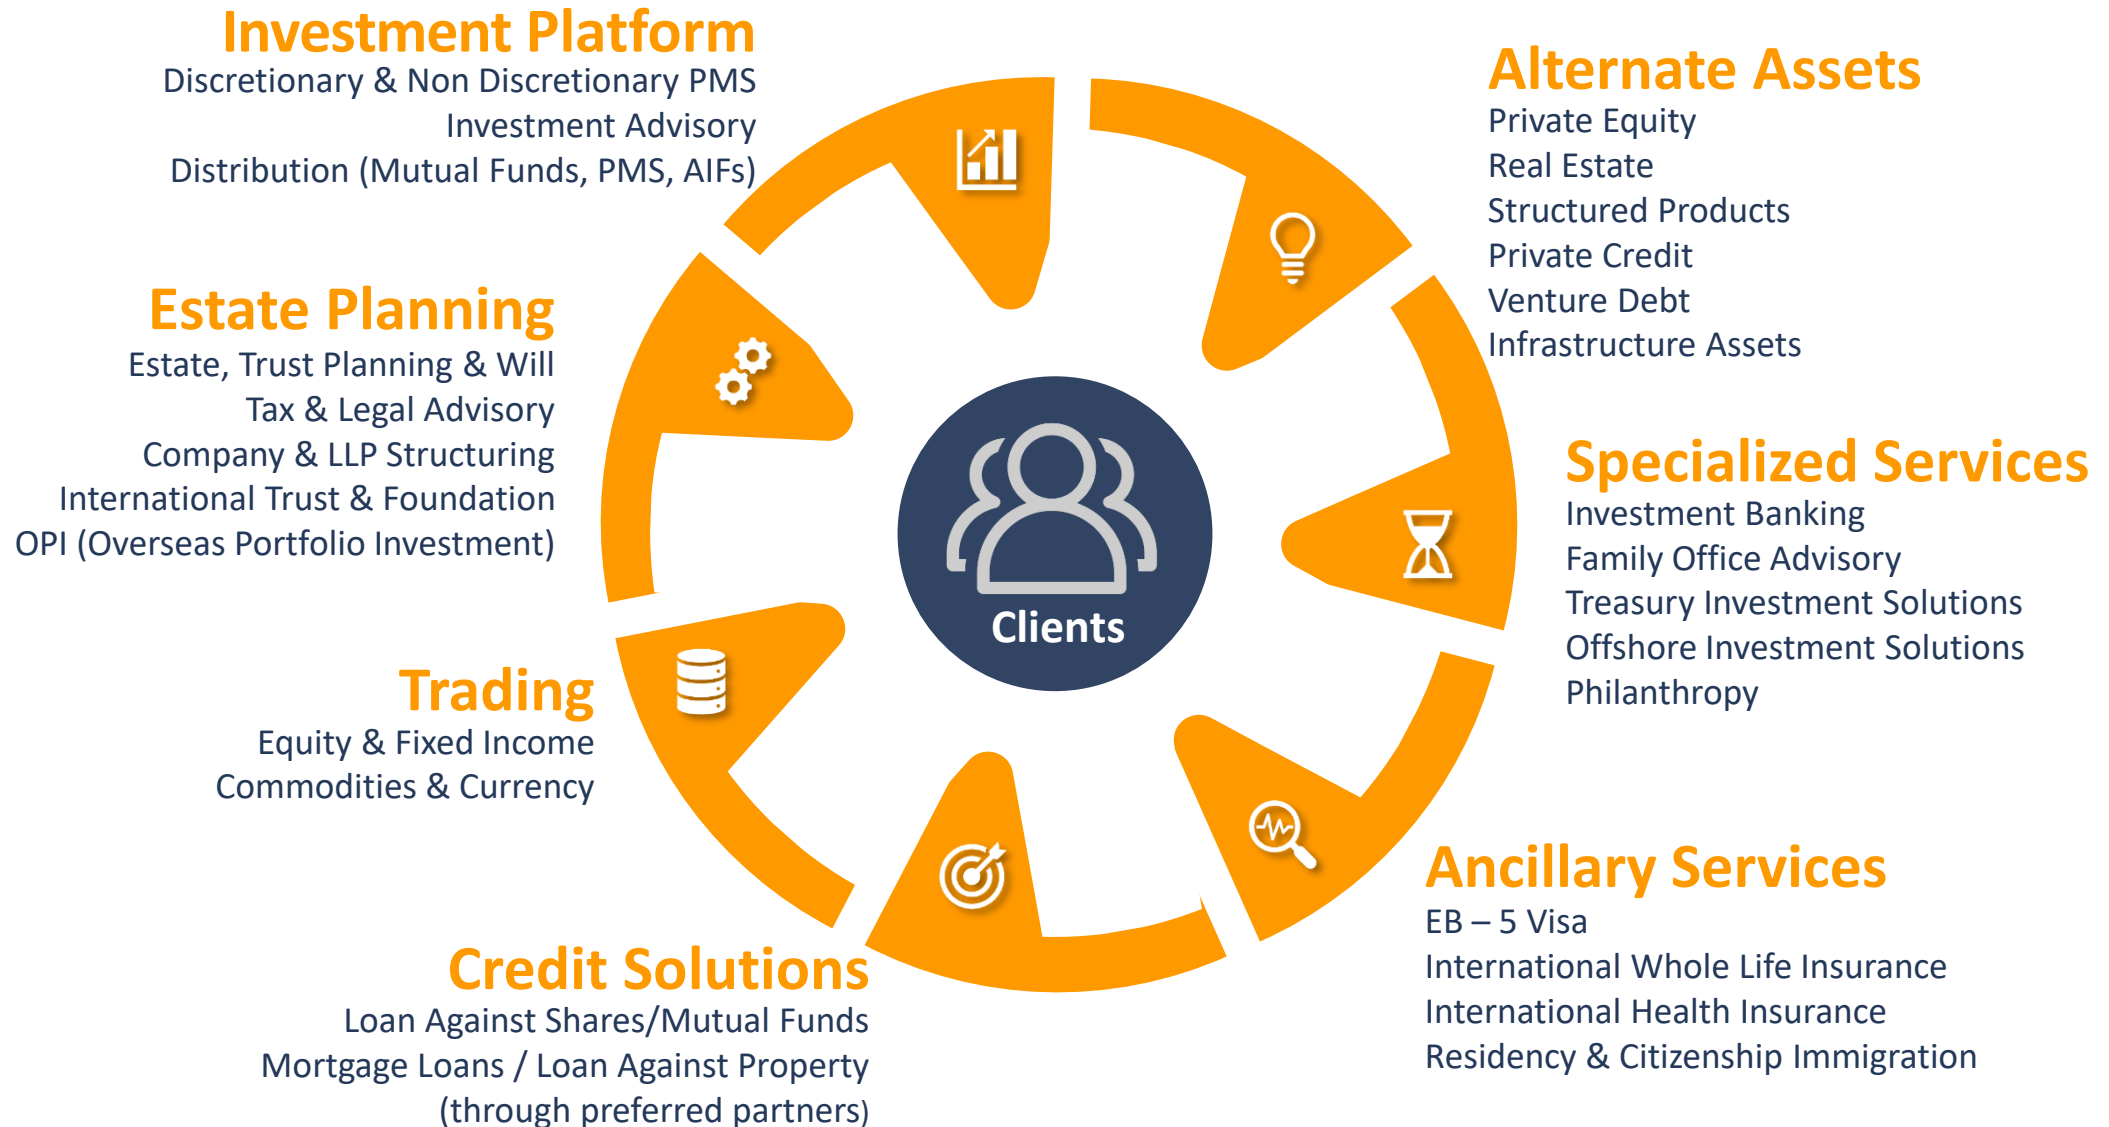 Investment Platform
Discretionary & Non Discretionary PMS
Investment Advisory
Distribution (Mutual Funds, PMS, AIFs)
Alternate Assets
Private Equity
Real Estate
Structured Products
Private Credit
Venture Debt
Infrastructure Assets
Estate Planning
Estate, Trust Planning & Will
Tax & Legal Advisory
Company & LLP Structuring
International Trust & Foundation
OPI (Overseas Portfolio Investment)
Clients
Specialized Services
Investment Banking
Family Office Advisory
Treasury Investment Solutions
Offshore Investment Solutions
Philanthropy
Trading
Equity & Fixed Income
Commodities & Currency
Ancillary Services
EB – 5 Visa
International Whole Life Insurance
International Health Insurance
Residency & Citizenship Immigration
Credit Solutions
Loan Against Shares/Mutual Funds
Mortgage Loans / Loan Against Property
(through preferred partners)